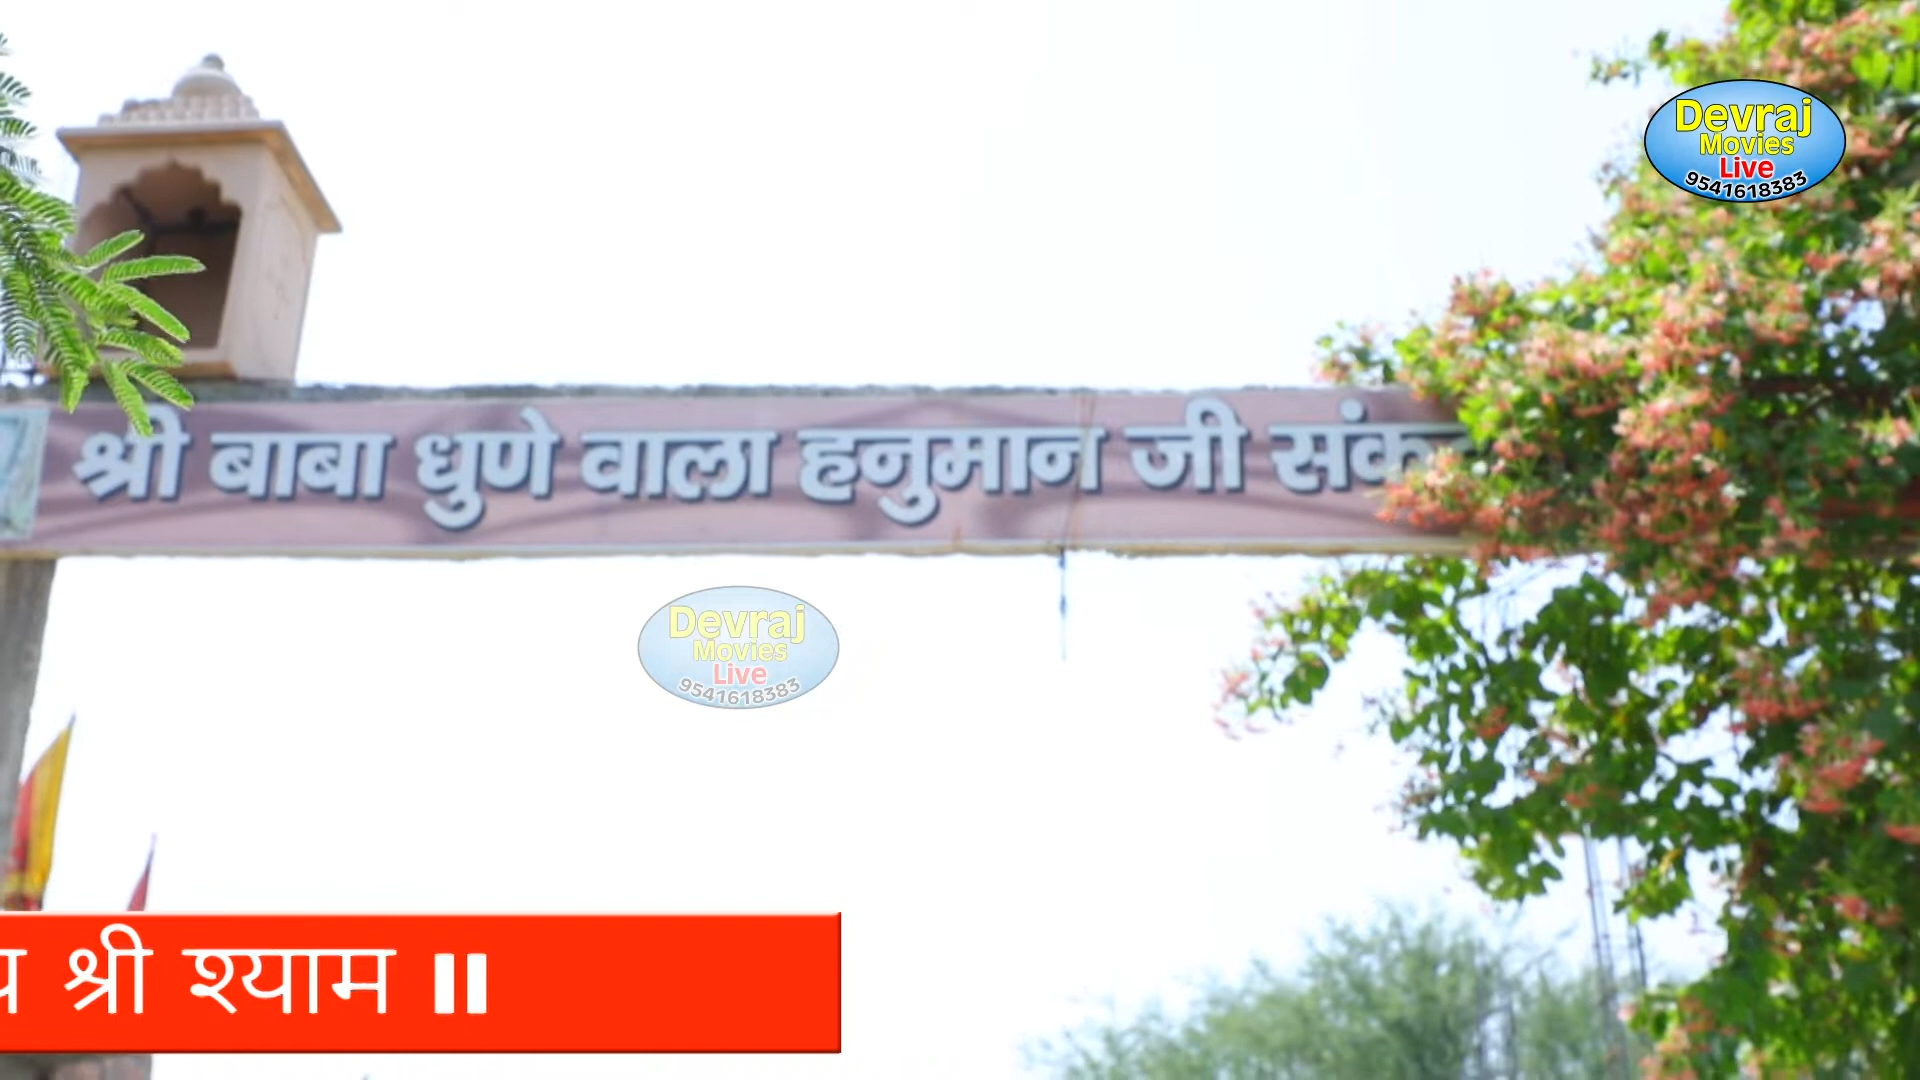 Devraj
Movies
Live
9541618383
श्री बाबा धुणे वाला हनुमान जी
Devraj
Movies
Live
9541618383
श्री श्याम ॥